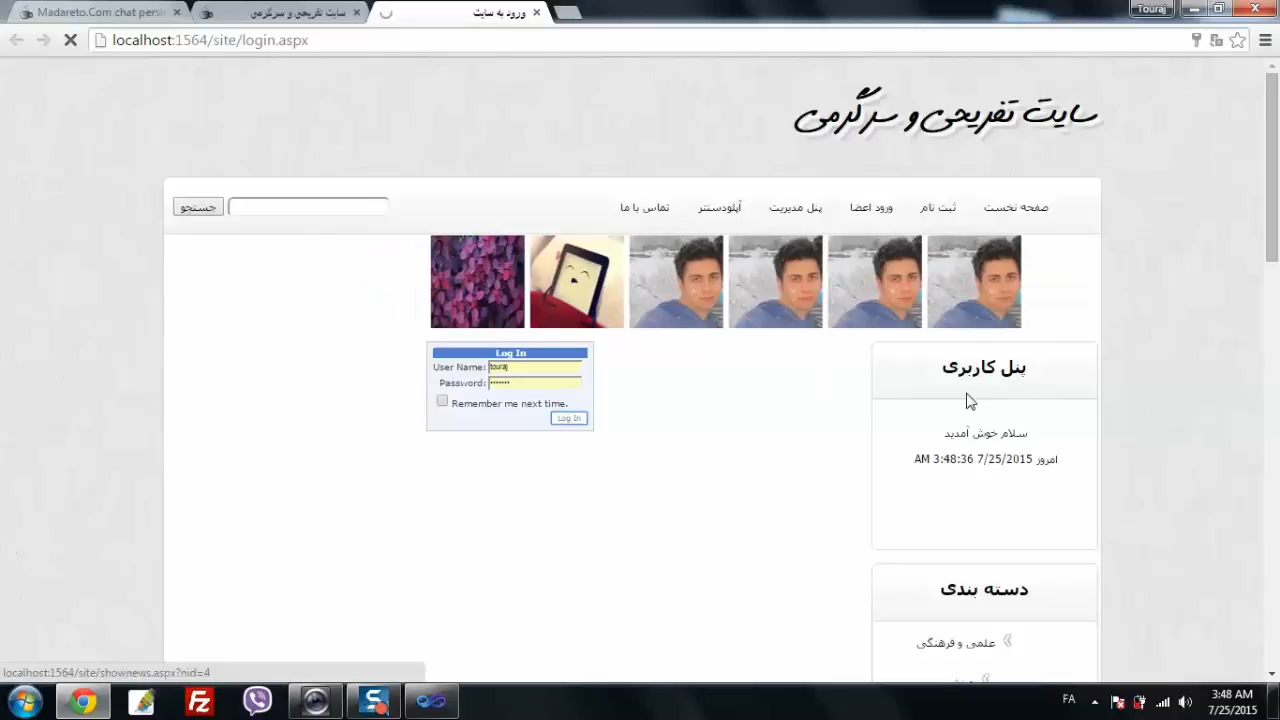 Madareto.Com chat persi
سایت تفریحی و سرگرمی
ورود به سایت
Touraj
localhost:1564/site/login.aspx
سایت تفریحی و سرگرمی
صفحه نخست
ثبت نام
ورود اعضا
پنل مدیریت
آپلودسنتر
تماس با ما
جستجو
Log In
User Name: touraj
Password: •••••••
Remember me next time.
Log In
پنل کاربری
سلام خوش آمدید
امروز 7/25/2015 3:48:36 AM
دسته بندی
علمی و فرهنگی
localhost:1564/site/shownews.aspx?nid=4
FA
3:48 AM
7/25/2015